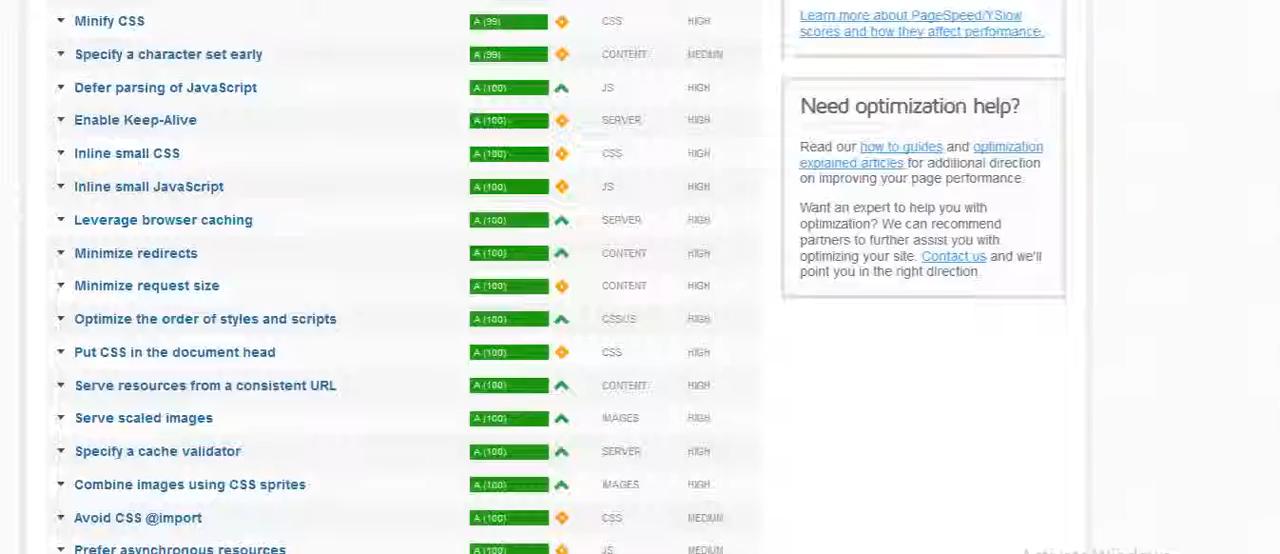 Minify CSS A (99) CSS HIGH
Specify a character set early A (99) CONTENT MEDIUM
Defer parsing of JavaScript A (100) JS HIGH
Enable Keep-Alive A (100) SERVER HIGH
Inline small CSS A (100) CSS HIGH
Inline small JavaScript A (100) JS HIGH
Leverage browser caching A (100) SERVER HIGH
Minimize redirects A (100) CONTENT HIGH
Minimize request size A (100) CONTENT HIGH
Optimize the order of styles and scripts A (100) CSS/JS HIGH
Put CSS in the document head A (100) CSS HIGH
Serve resources from a consistent URL A (100) CONTENT HIGH
Serve scaled images A (100) IMAGES HIGH
Specify a cache validator A (100) SERVER HIGH
Combine images using CSS sprites A (100) IMAGES HIGH
Avoid CSS @import A (100) CSS MEDIUM
Prefer asynchronous resources A (100) JS MEDIUM
Learn more about PageSpeed/YSlow
scores and how they affect performance.
Need optimization help?
Read our how to guides and optimization
explained articles for additional direction
on improving your page performance.
Want an expert to help you with
optimization? We can recommend
partners to further assist you with
optimizing your site. Contact us and we'll
point you in the right direction.
Activate Windows